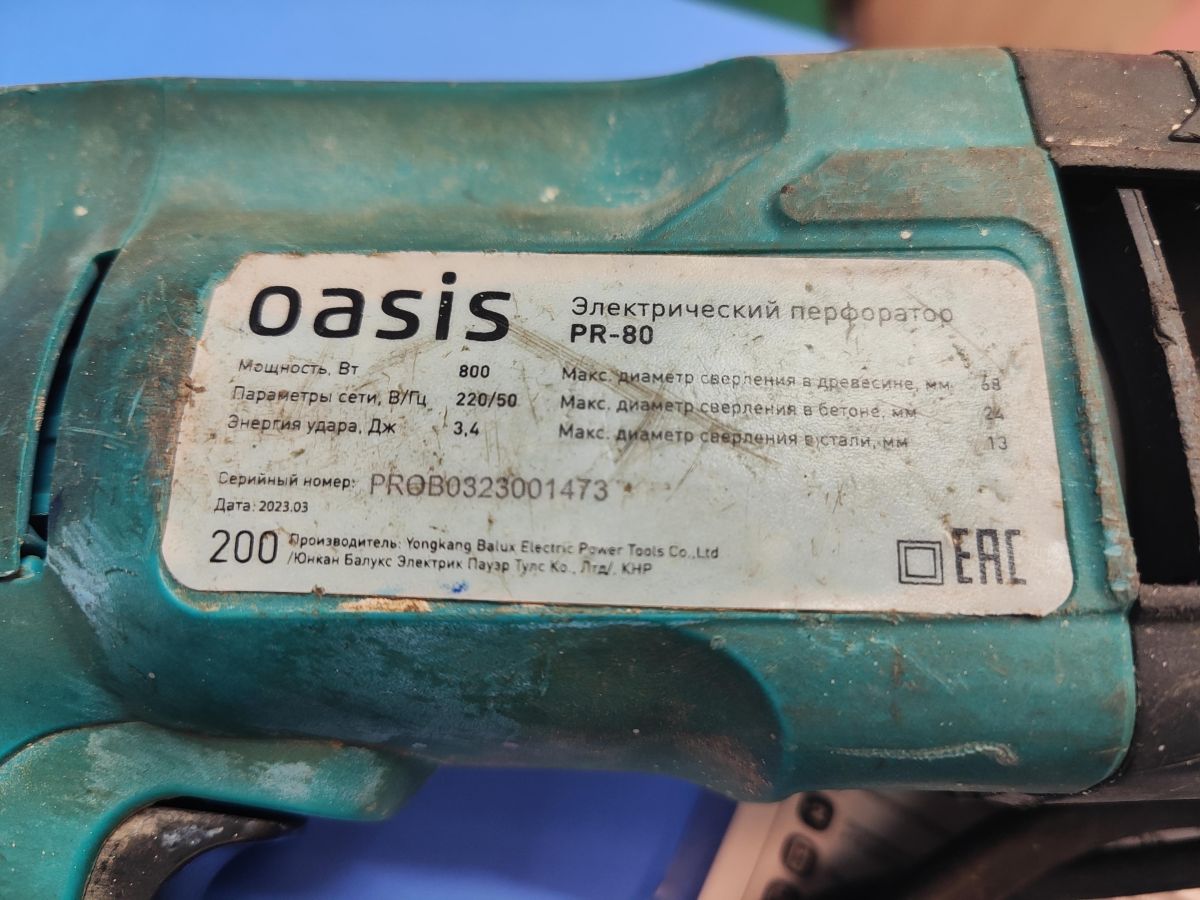 oasis
Электрический перфоратор
PR-80
Мощность, Вт 800
Параметры сети, В/Гц 220/50
Энергия удара, Дж 3,4
Макс. диаметр сверления в древесине, мм 68
Макс. диаметр сверления в бетоне, мм 24
Макс. диаметр сверления в стали, мм 13
Серийный номер: PROB0323001473
Дата: 2023.03
200 Производитель: Yongkang Balux Electric Power Tools Co.,Ltd
/Юнкан Балукс Электрик Пауэр Тулс Ко., Лтд/, КНР
EAC